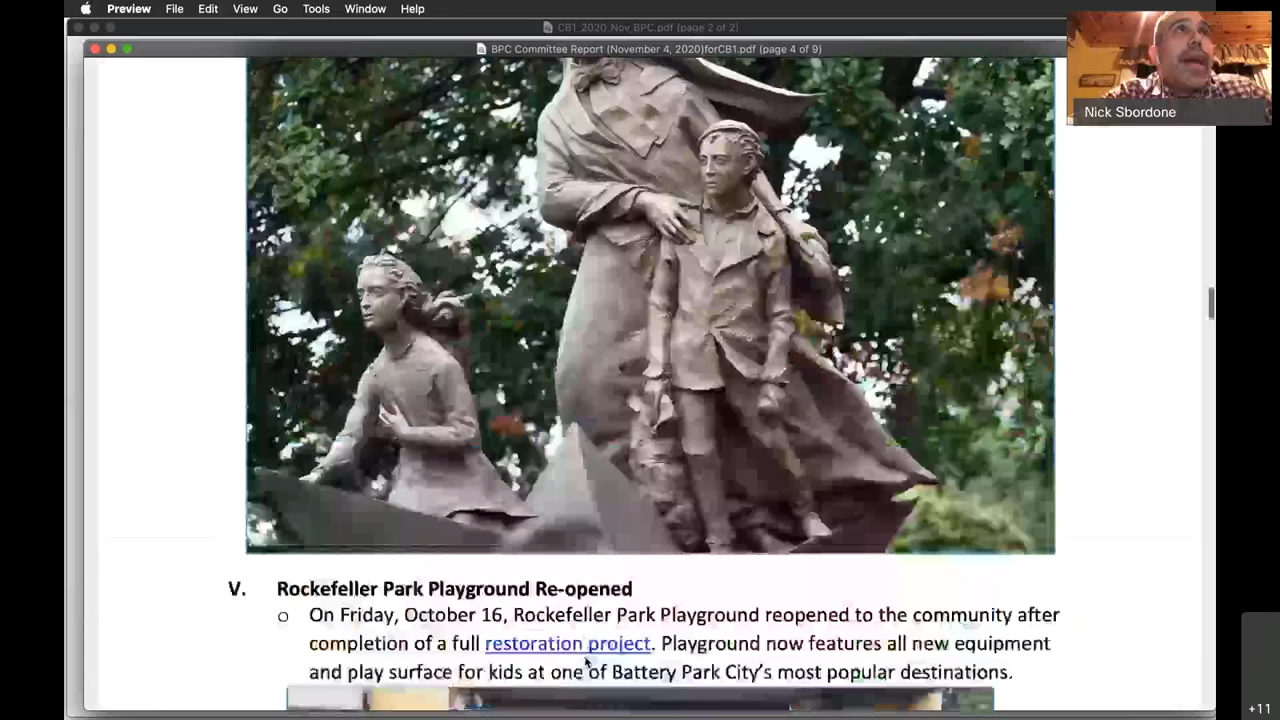 Preview File Edit View Go Tools Window Help
CB1_2020_Nov_BPC.pdf (page 2 of 2)
BPC Committee Report (November 4, 2020)forCB1.pdf (page 4 of 9)
Nick Sbordone
V. Rockefeller Park Playground Re-opened
o On Friday, October 16, Rockefeller Park Playground reopened to the community after
completion of a full restoration project. Playground now features all new equipment
and play surface for kids at one of Battery Park City's most popular destinations.
+11